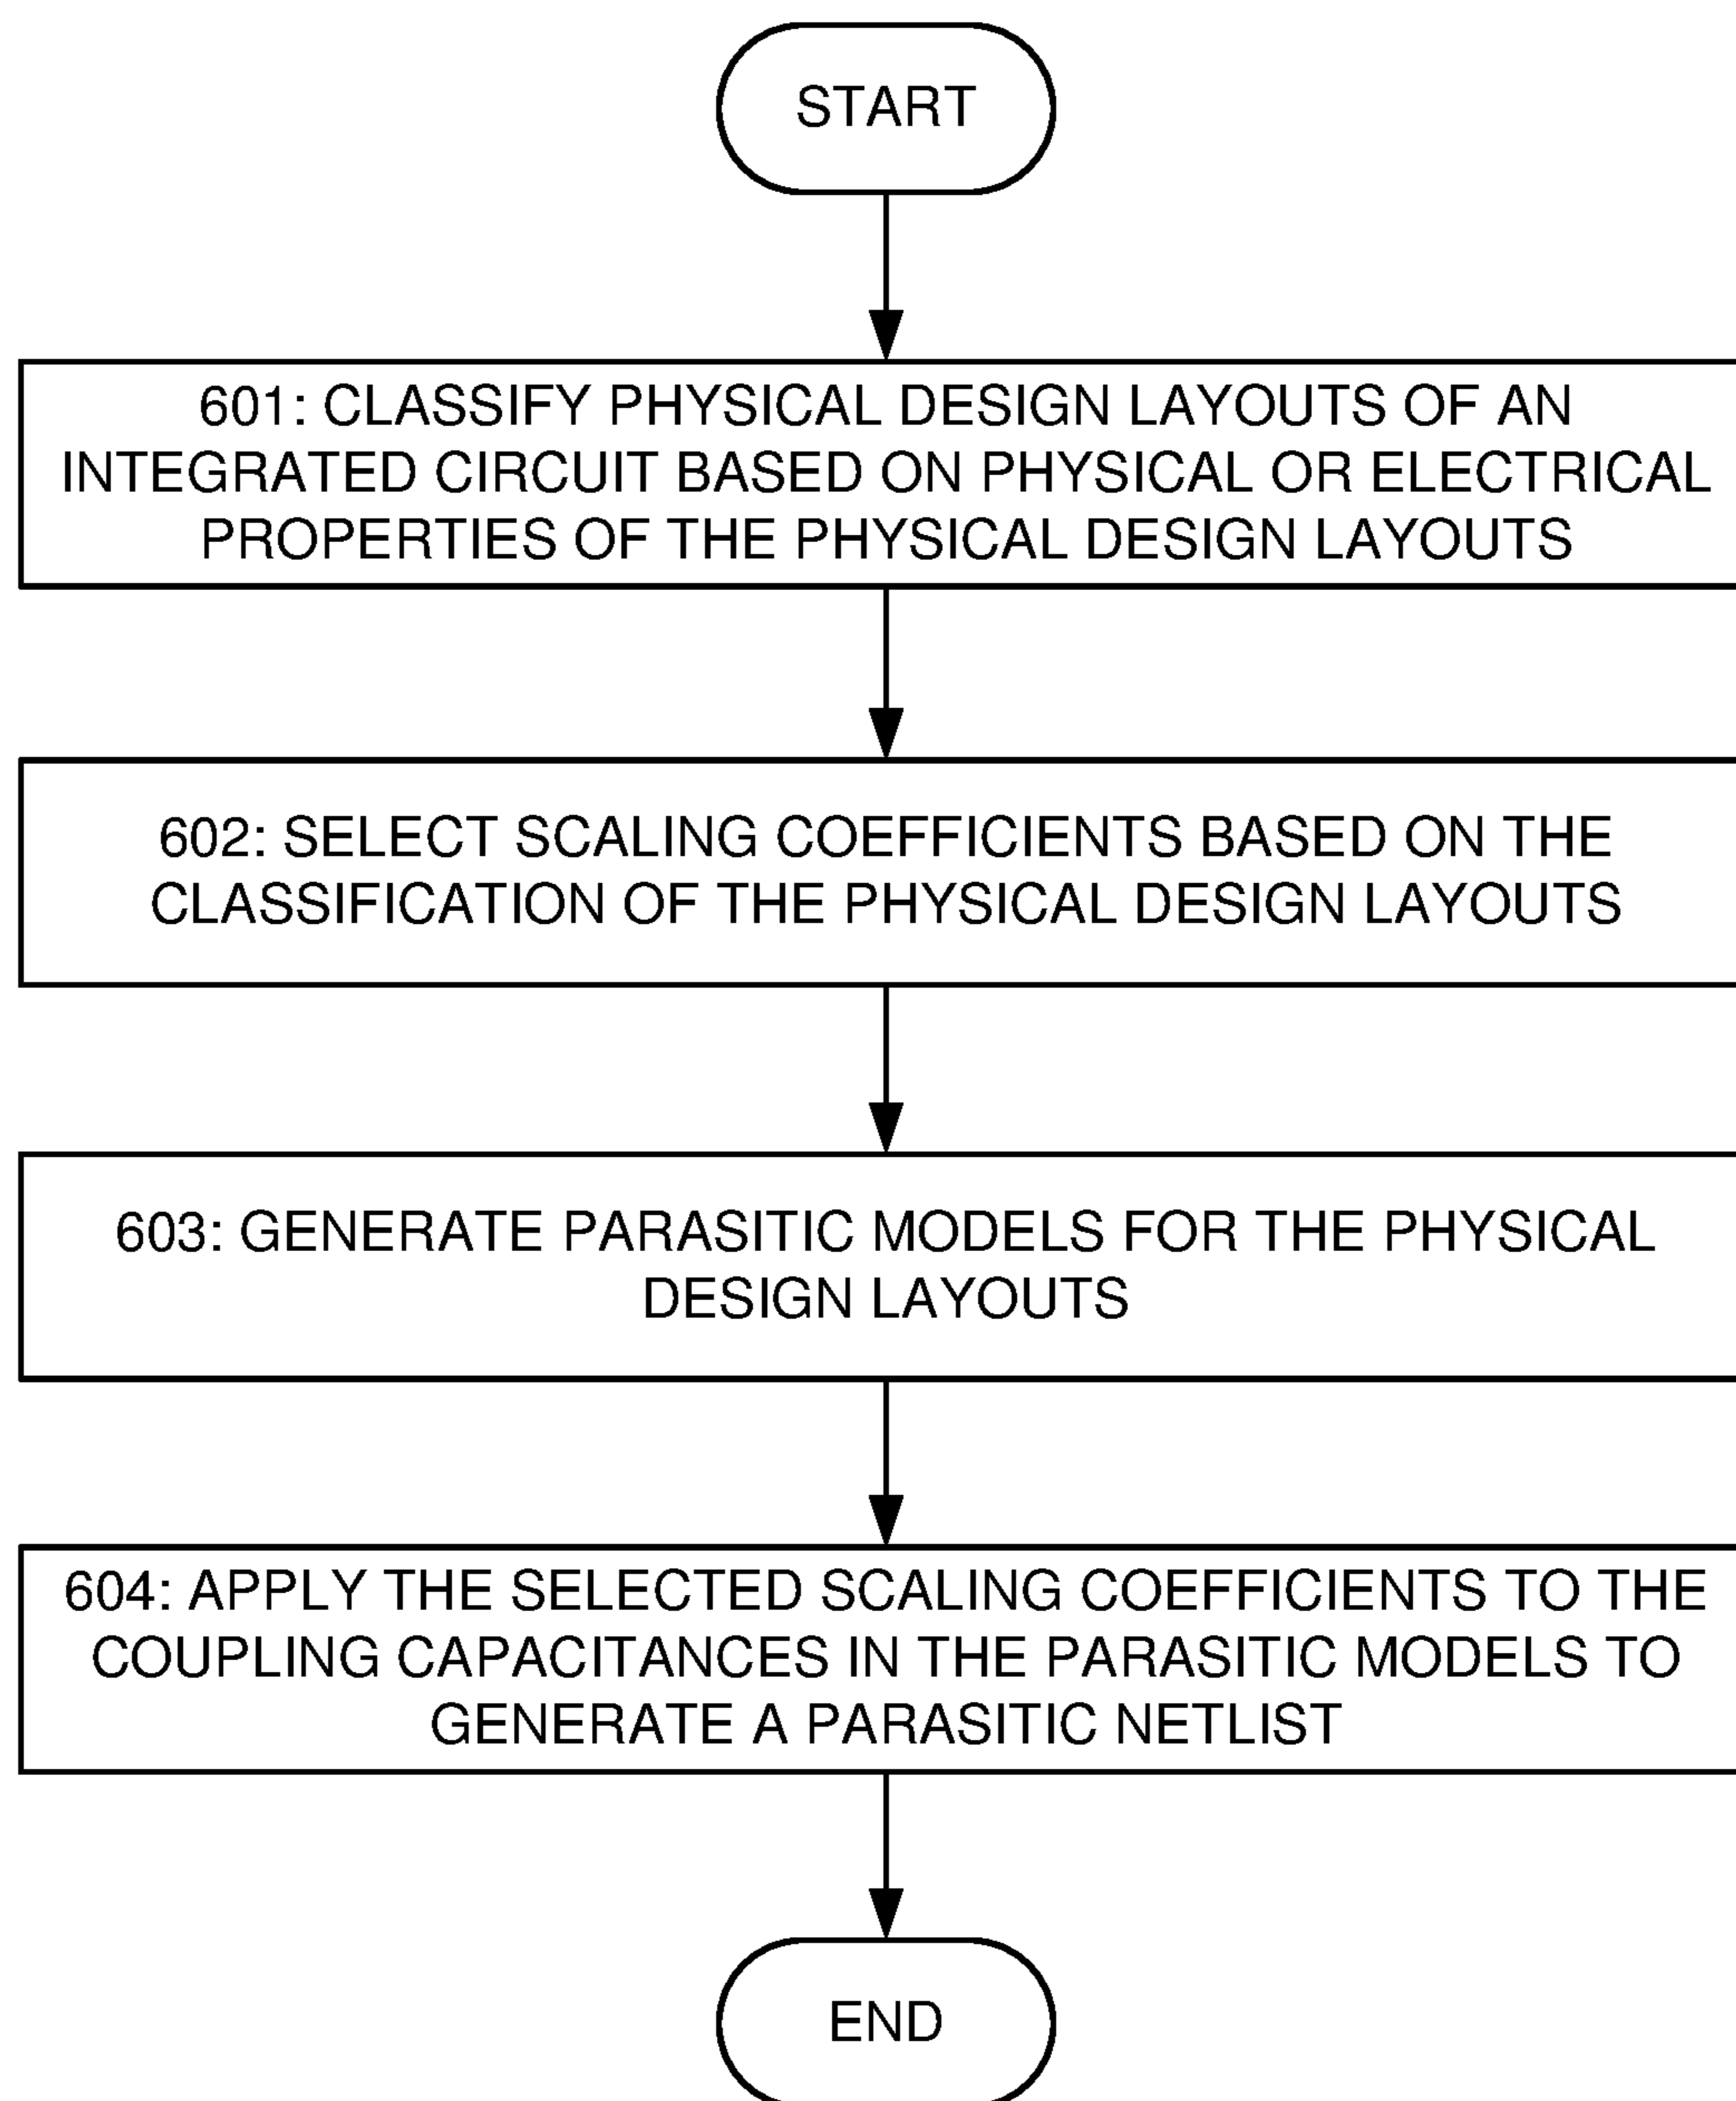 START
601: CLASSIFY PHYSICAL DESIGN LAYOUTS OF AN
INTEGRATED CIRCUIT BASED ON PHYSICAL OR ELECTRICAL
PROPERTIES OF THE PHYSICAL DESIGN LAYOUTS
602: SELECT SCALING COEFFICIENTS BASED ON THE
CLASSIFICATION OF THE PHYSICAL DESIGN LAYOUTS
603: GENERATE PARASITIC MODELS FOR THE PHYSICAL
DESIGN LAYOUTS
604: APPLY THE SELECTED SCALING COEFFICIENTS TO THE
COUPLING CAPACITANCES IN THE PARASITIC MODELS TO
GENERATE A PARASITIC NETLIST
END